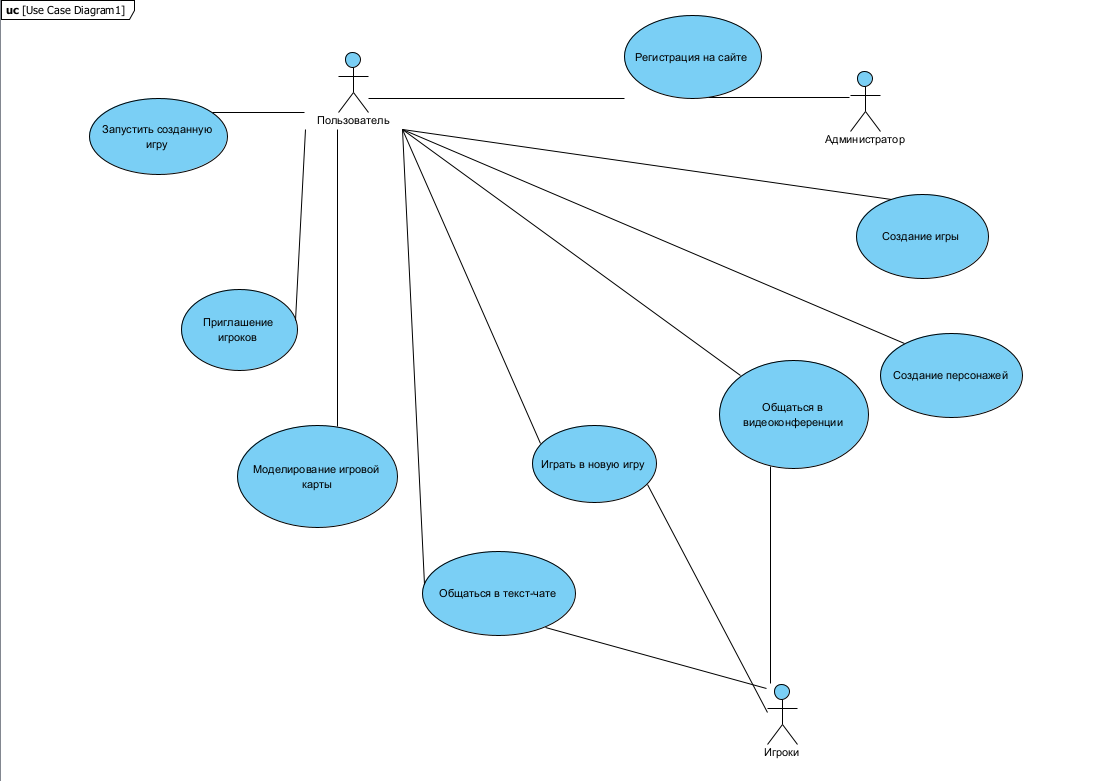 uc [Use Case Diagram1]
Регистрация на сайте
Пользователь
Администратор
Запустить созданную
игру
Создание игры
Приглашение
игроков
Создание персонажей
Общаться в
видеоконференции
Играть в новую игру
Моделирование игровой
карты
Общаться в текст-чате
Игроки